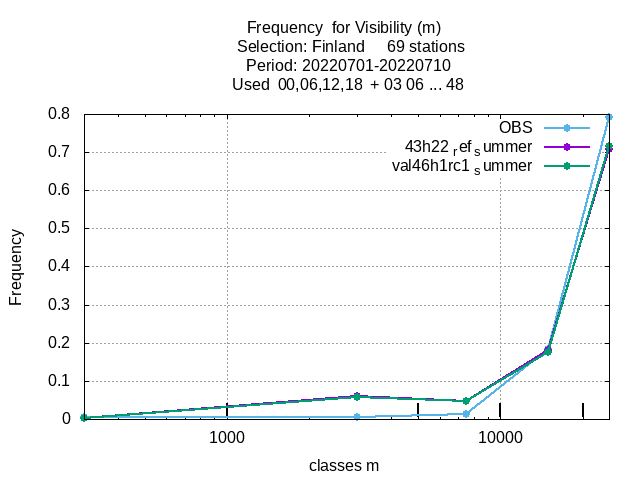 Frequency for Visibility (m)
Selection: Finland 69 stations
Period: 20220701-20220710
Used 00,06,12,18 + 03 06 ... 48
0.8
0.7
0.6
0.5
0.4
0.3
0.2
0.1
0
Frequency
OBS
43h22 ref summer
val46h1rc1 summer
1000
10000
classes m